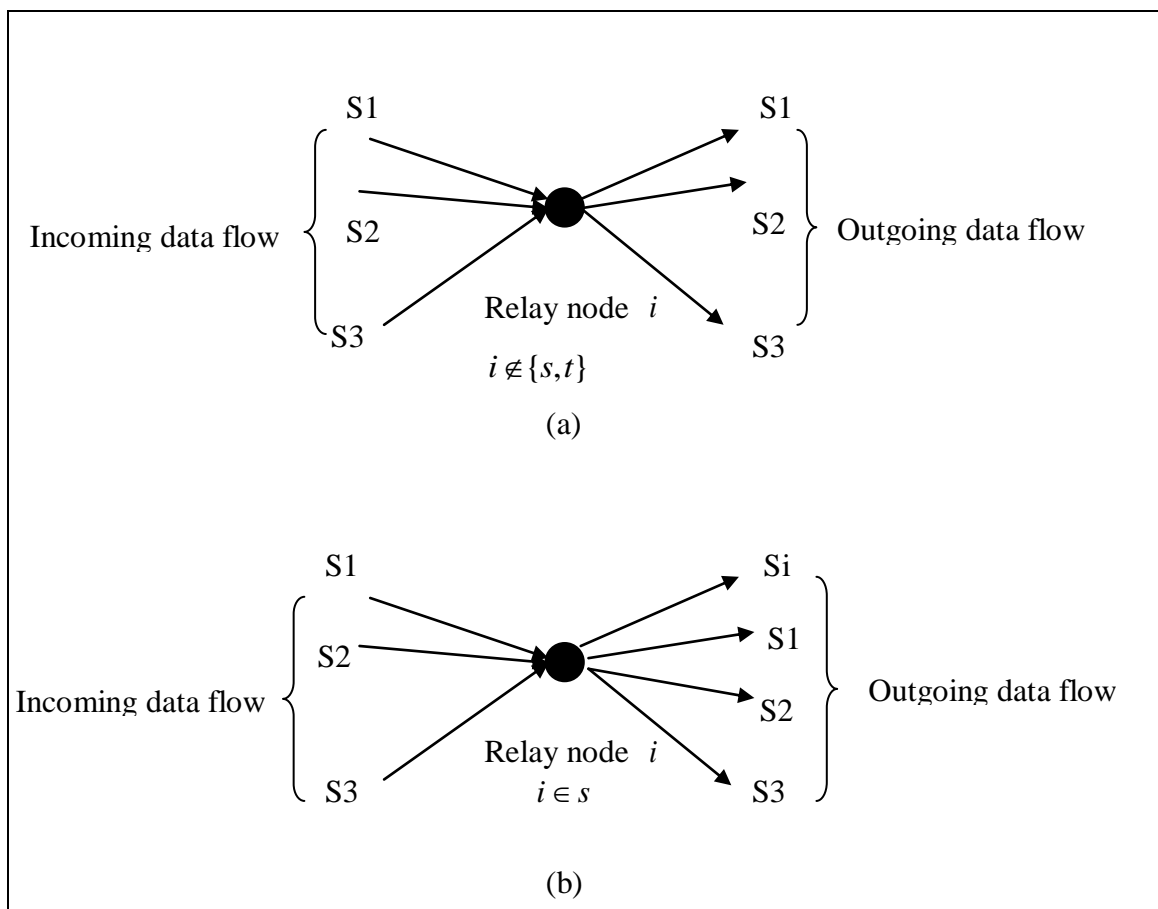 S1 S1
Incoming data flow S2 S2 Outgoing data flow
Relay node i
S3 S3
i ∉ {s,t}
(a)
S1 Si
S2 S1
Incoming data flow Outgoing data flow
S2
Relay node i
S3 S3
i ∈ s
(b)